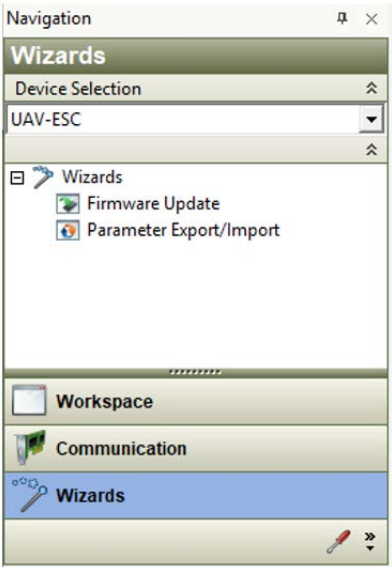 Navigation
Wizards
Device Selection
UAV-ESC
Wizards
Firmware Update
Parameter Export/Import
Workspace
Communication
Wizards